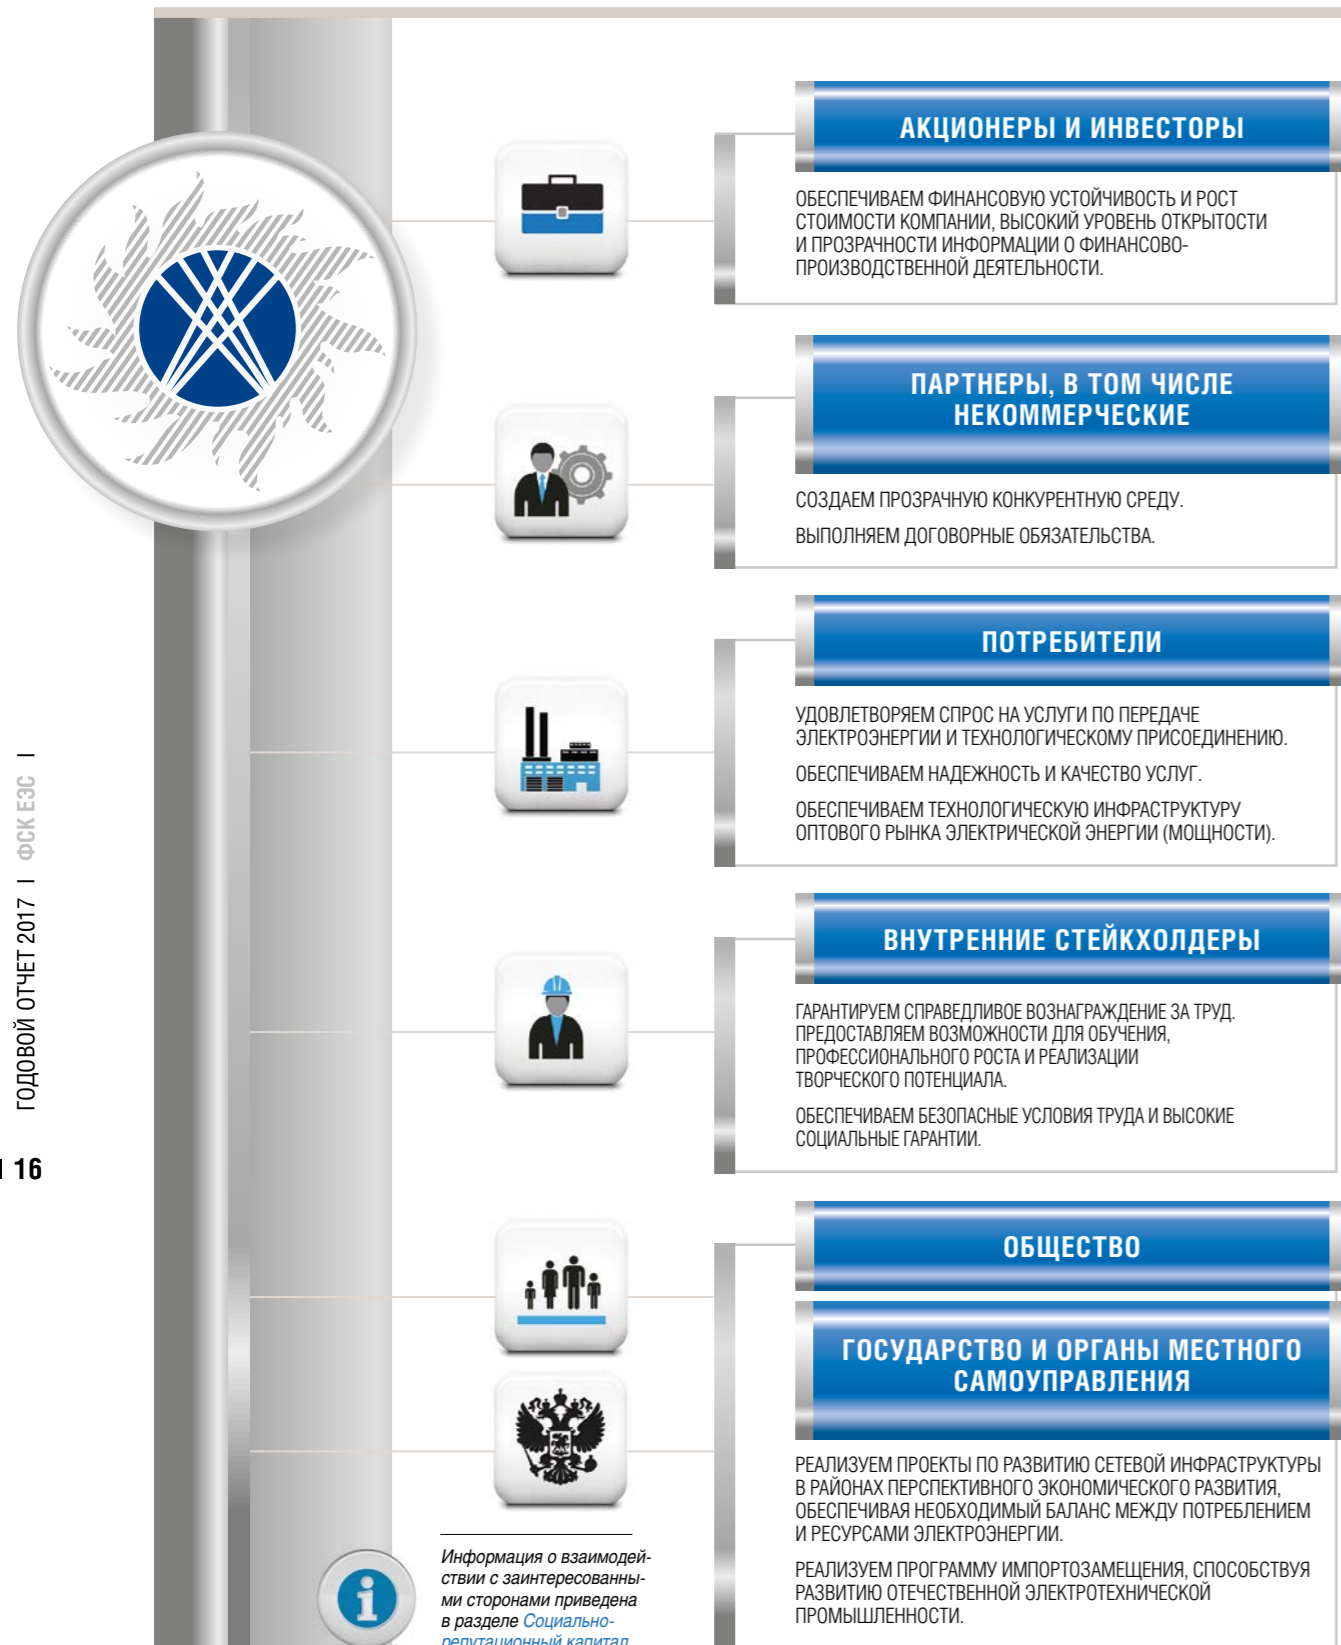 АКЦИОНЕРЫ И ИНВЕСТОРЫ
ОБЕСПЕЧИВАЕМ ФИНАНСОВУЮ УСТОЙЧИВОСТЬ И РОСТ
СТОИМОСТИ КОМПАНИИ, ВЫСОКИЙ УРОВЕНЬ ОТКРЫТОСТИ
И ПРОЗРАЧНОСТИ ИНФОРМАЦИИ О ФИНАНСОВО-
ПРОИЗВОДСТВЕННОЙ ДЕЯТЕЛЬНОСТИ.
ПАРТНЕРЫ, В ТОМ ЧИСЛЕ
НЕКОММЕРЧЕСКИЕ
СОЗДАЕМ ПРОЗРАЧНУЮ КОНКУРЕНТНУЮ СРЕДУ.
ВЫПОЛНЯЕМ ДОГОВОРНЫЕ ОБЯЗАТЕЛЬСТВА.
ПОТРЕБИТЕЛИ
УДОВЛЕТВОРЯЕМ СПРОС НА УСЛУГИ ПО ПЕРЕДАЧЕ
ЭЛЕКТРОЭНЕРГИИ И ТЕХНОЛОГИЧЕСКОМУ ПРИСОЕДИНЕНИЮ.
ОБЕСПЕЧИВАЕМ НАДЕЖНОСТЬ И КАЧЕСТВО УСЛУГ.
ОБЕСПЕЧИВАЕМ ТЕХНОЛОГИЧЕСКУЮ ИНФРАСТРУКТУРУ
ОПТОВОГО РЫНКА ЭЛЕКТРИЧЕСКОЙ ЭНЕРГИИ (МОЩНОСТИ).
ВНУТРЕННИЕ СТЕЙКХОЛДЕРЫ
ГАРАНТИРУЕМ СПРАВЕДЛИВОЕ ВОЗНАГРАЖДЕНИЕ ЗА ТРУД.
ПРЕДОСТАВЛЯЕМ ВОЗМОЖНОСТИ ДЛЯ ОБУЧЕНИЯ,
ПРОФЕССИОНАЛЬНОГО РОСТА И РЕАЛИЗАЦИИ
ТВОРЧЕСКОГО ПОТЕНЦИАЛА.
ОБЕСПЕЧИВАЕМ БЕЗОПАСНЫЕ УСЛОВИЯ ТРУДА И ВЫСОКИЕ
СОЦИАЛЬНЫЕ ГАРАНТИИ.
ОБЩЕСТВО
ГОСУДАРСТВО И ОРГАНЫ МЕСТНОГО
САМОУПРАВЛЕНИЯ
РЕАЛИЗУЕМ ПРОЕКТЫ ПО РАЗВИТИЮ СЕТЕВОЙ ИНФРАСТРУКТУРЫ
В РАЙОНАХ ПЕРСПЕКТИВНОГО ЭКОНОМИЧЕСКОГО РАЗВИТИЯ,
ОБЕСПЕЧИВАЯ НЕОБХОДИМЫЙ БАЛАНС МЕЖДУ ПОТРЕБЛЕНИЕМ
И РЕСУРСАМИ ЭЛЕКТРОЭНЕРГИИ.
РЕАЛИЗУЕМ ПРОГРАММУ ИМПОРТОЗАМЕЩЕНИЯ, СПОСОБСТВУЯ
РАЗВИТИЮ ОТЕЧЕСТВЕННОЙ ЭЛЕКТРОТЕХНИЧЕСКОЙ
ПРОМЫШЛЕННОСТИ.
i
Информация о взаимодей-
ствии с заинтересованны-
ми сторонами приведена
в разделе Социально-
репутационный капитал
ГОДОВОЙ ОТЧЕТ 2017 | ФСК ЕЭС |
16